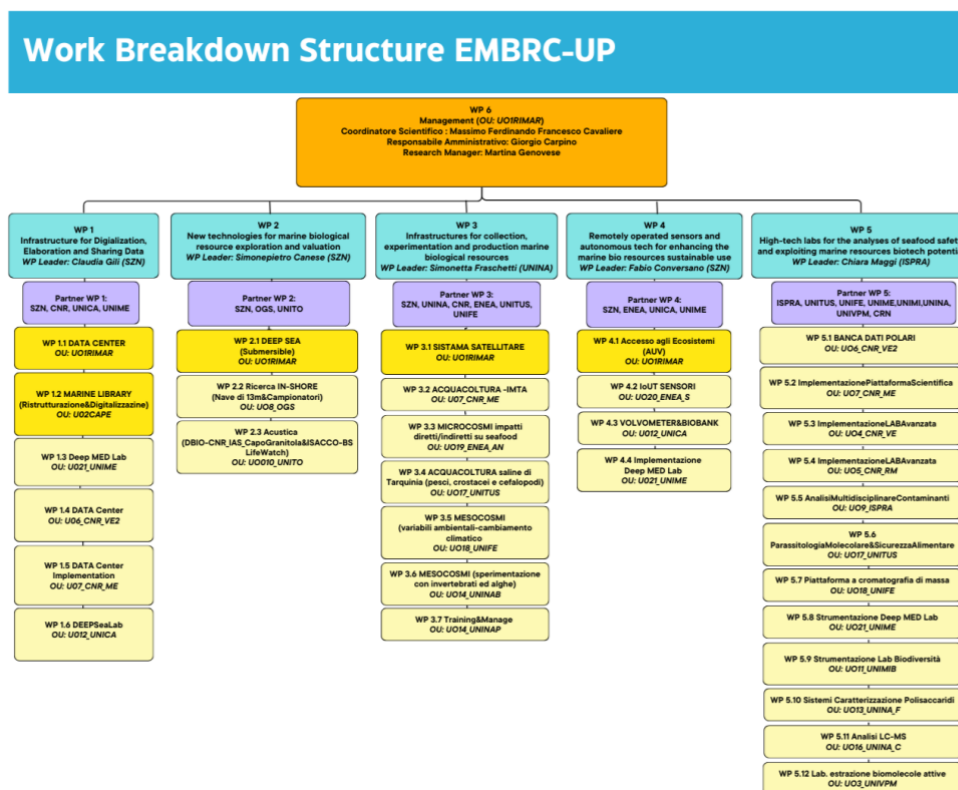 Work Breakdown Structure EMBRC-UP
WP 6
Management (OU: UO1RIMAR)
Coordinatore Scientifico : Massimo Ferdinando Francesco Cavaliere
Responsabile Amministrativo: Giorgio Carpino
Research Manager: Martina Genovese
WP 1
Infrastructure for Digialization,
Elaboration and Sharing Data
WP Leader: Claudia Gili (SZN)
Partner WP 1:
SZN, CNR, UNICA, UNIME
WP 1.1 DATA CENTER
OU: UO1RIMAR
WP 1.2 MARINE LIBRARY
(Ristrutturazione&Digitalizzazine)
OU: U02CAPE
WP 1.3 Deep MED Lab
OU: U021_UNIME
WP 1.4 DATA Center
OU: U06_CNR_VE2
WP 1.5 DATA Center
Implementation
OU: U07_CNR_ME
WP 1.6 DEEPSeaLab
OU: U012_UNICA
WP 2
New technologies for marine biological
resource exploration and valuation
WP Leader: Simonepietro Canese (SZN)
Partner WP 2:
SZN, OGS, UNITO
WP 2.1 DEEP SEA
(Submersible)
OU: UO1RIMAR
WP 2.2 Ricerca IN-SHORE
(Nave di 13m&Campionatori)
OU: UO8_OGS
WP 2.3 Acustica
(DBIO-CNR_IAS_CapoGranitola&ISACCO-BS
LifeWatch)
OU: UO010_UNITO
WP 3
Infrastructures for collection,
experimentation and production marine
biological resources
WP Leader: Simonetta Fraschetti (UNINA)
Partner WP 3:
SZN, UNINA, CNR, ENEA, UNITUS,
UNIFE
WP 3.1 SISTAMA SATELLITARE
OU: UO1RIMAR
WP 3.2 ACQUACOLTURA -IMTA
OU: U07_CNR_ME
WP 3.3 MICROCOSMI impatti
diretti/indiretti su seafood
OU: UO19_ENEA_AN
WP 3.4 ACQUACOLTURA saline di
Tarquinia (pesci, crostacei e cefalopodi)
OU: UO17_UNITUS
WP 3.5 MESOCOSMI
(variabili ambientali-cambiamento
climatico
OU: UO18_UNIFE
WP 3.6 MESOCOSMI (sperimentazione
con invertebrati ed alghe)
OU: UO14_UNINAB
WP 3.7 Training&Manage
OU: UO14_UNINAP
WP 4
Remotely operated sensors and
autonomous tech for enhancing the
marine bio resources sustainable use
WP Leader: Fabio Conversano (SZN)
Partner WP 4:
SZN, ENEA, UNICA, UNIME
WP 4.1 Accesso agli Ecosistemi
(AUV)
OU: UO1RIMAR
WP 4.2 IoUT SENSORI
OU: UO20_ENEA_S
WP 4.3 VOLVOMETER&BIOBANK
OU: U012_UNICA
WP 4.4 Implementazione
Deep MED Lab
OU: U021_UNIME
WP 5
High-tech labs for the analyses of seafood safet
and exploiting marine resources biotech potenti
WP Leader: Chiara Maggi (ISPRA)
Partner WP 5:
ISPRA, UNITUS, UNIFE, UNIME,UNIMI,UNINA,
UNIVPM, CRN
WP 5.1 BANCA DATI POLARI
OU: UO6_CNR_VE2
WP 5.2 ImplementazionePiattaformaScientifica
OU: UO7_CNR_ME
WP 5.3 ImplementazioneLABAvanzata
OU: UO4_CNR_VE
WP 5.4 ImplementazioneLABAvanzata
OU: UO5_CNR_RM
WP 5.5 AnalisiMultidisciplinareContaminanti
OU: UO9_ISPRA
WP 5.6
ParassitologiaMolecolare&SicurezzaAlimentare
OU: UO17_UNITUS
WP 5.7 Piattaforma a cromatografia di massa
OU: UO18_UNIFE
WP 5.8 Strumentazione Deep MED Lab
OU: UO21_UNIME
WP 5.9 Strumentazione Lab Biodiversità
OU: UO11_UNIMIB
WP 5.10 Sistemi Caratterizzazione Polisaccaridi
OU: UO13_UNINA_F
WP 5.11 Analisi LC-MS
OU: UO16_UNINA_C
WP 5.12 Lab. estrazione biomolecole attive
OU: UO3_UNIVPM